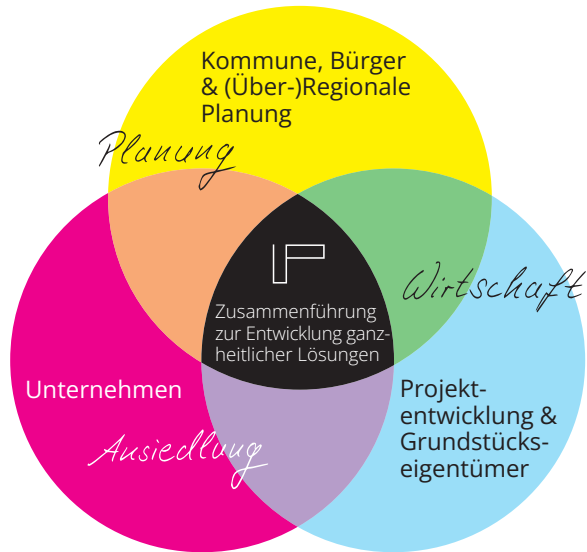 Kommune, Bürger
& (Über-)Regionale
Planung
Planung
Wirtschaft
Zusammenführung
zur Entwicklung ganz-
heitlicher Lösungen
Unternehmen
Ansiedlung
Projekt-
entwicklung &
Grundstücks-
eigentümer